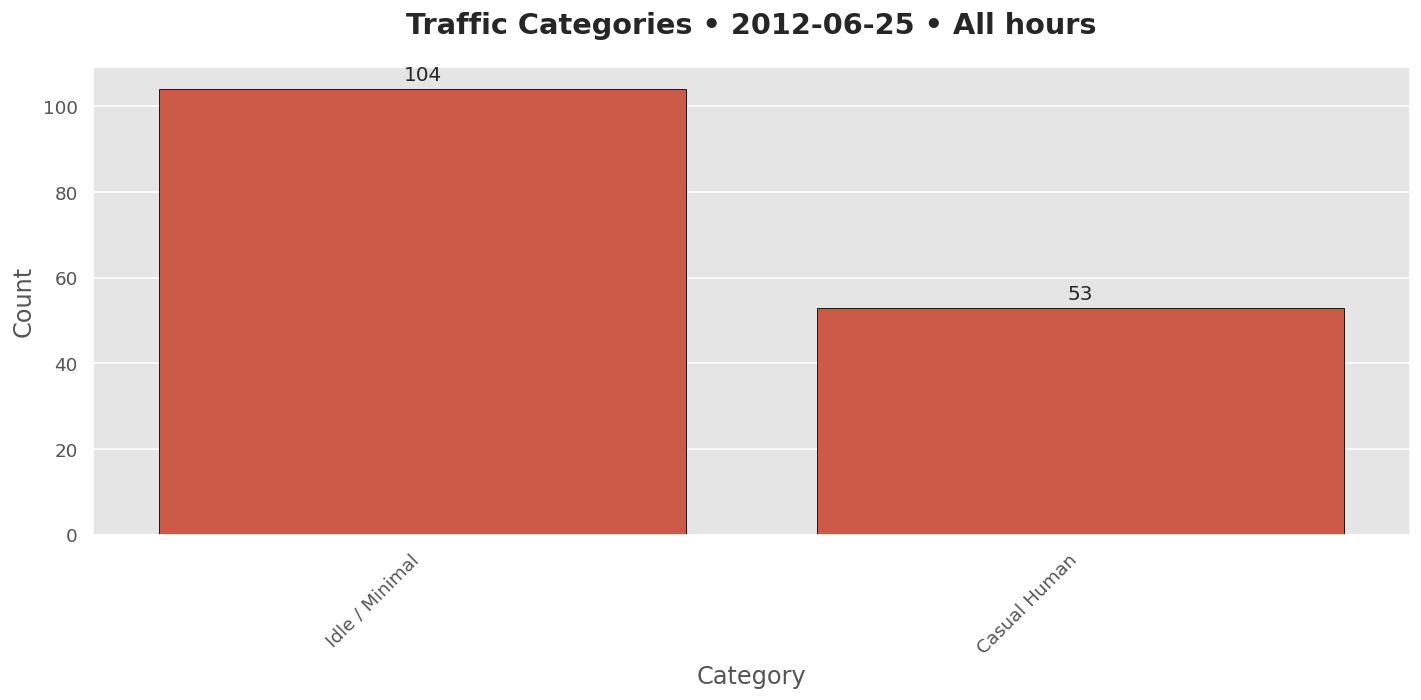 Traffic Categories • 2012-06-25 • All hours
104
53
100
80
60
40
20
0
Count
Idle / Minimal
Casual Human
Category